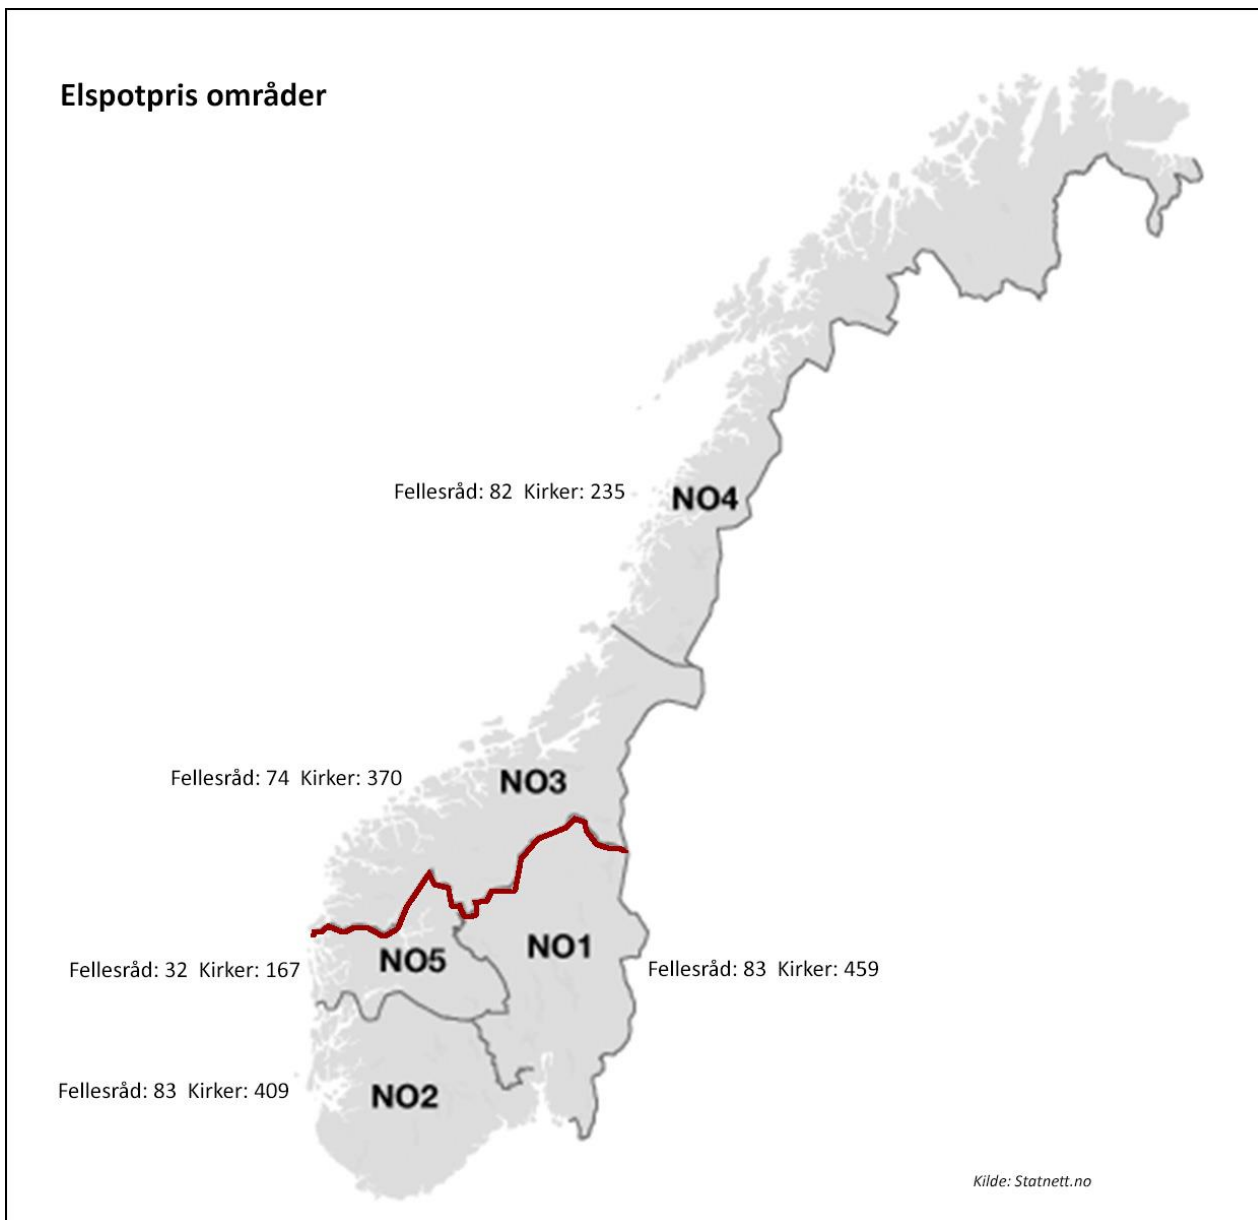 Elspotpris områder
Fellesråd: 82  Kirker: 235
NO4
Fellesråd: 74  Kirker: 370
NO3
NO5
NO1
Fellesråd: 32  Kirker: 167
Fellesråd: 83  Kirker: 459
Fellesråd: 83  Kirker: 409
NO2
Kilde: Statnett.no